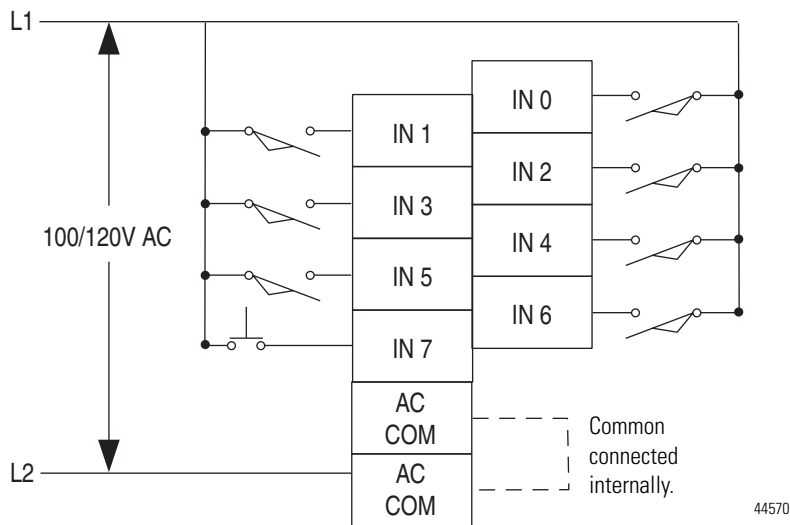 L1
IN 0
IN 1
IN 2
IN 3
100/120V AC
IN 4
IN 5
IN 6
IN 7
AC
COM
Common
connected
internally.
L2
AC
COM
44570